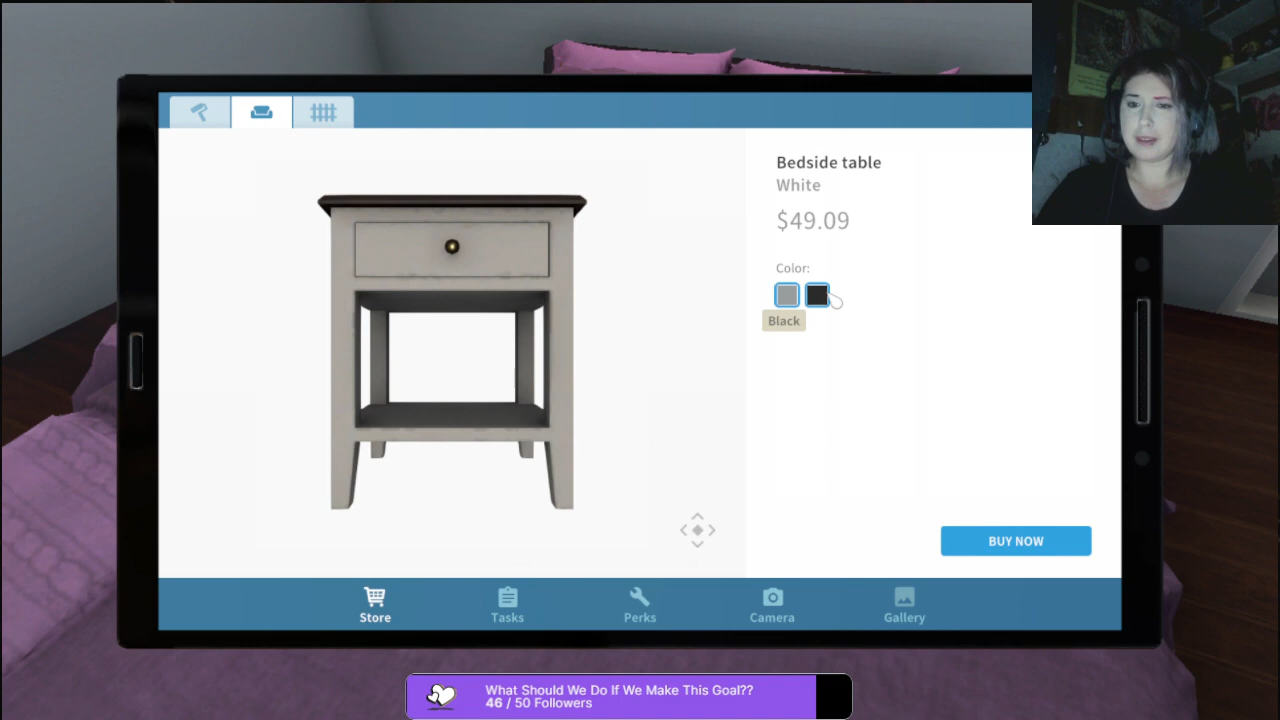 Bedside table
White
$49.09
Color:
Black
BUY NOW
Store
Tasks
Perks
Camera
Gallery
What Should We Do If We Make This Goal??
46 / 50 Followers